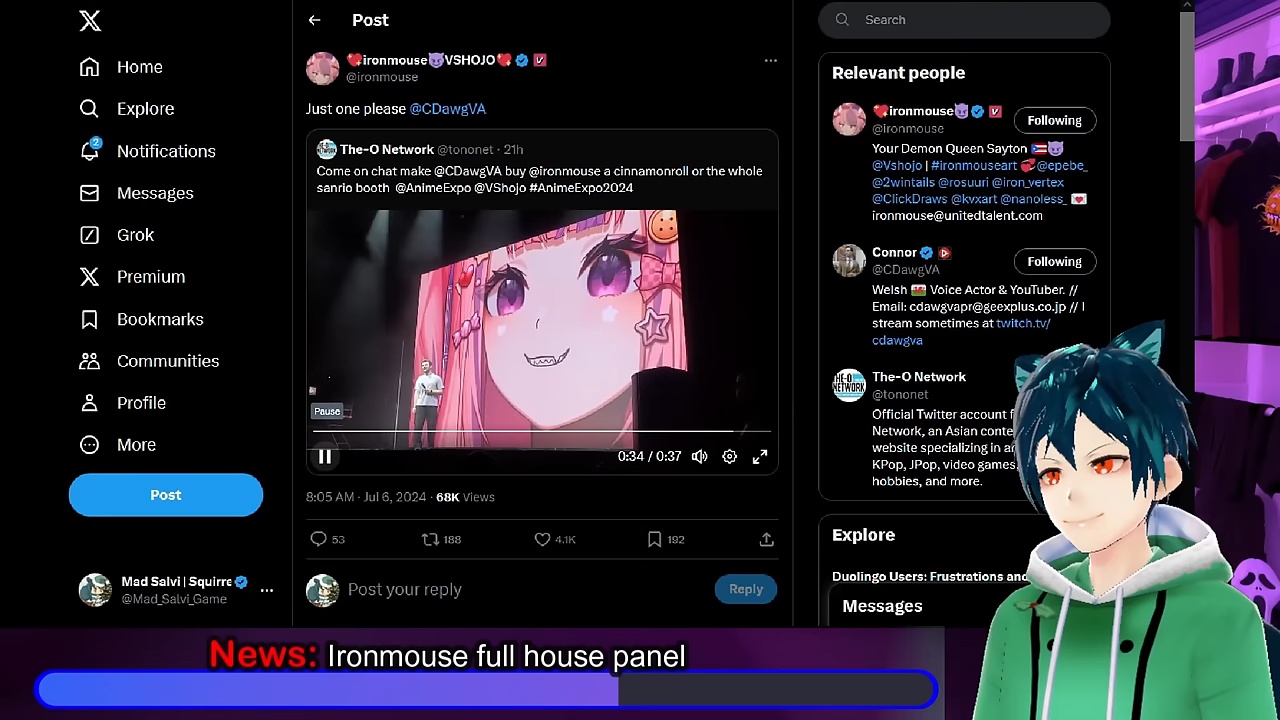 Home
Explore
2
Notifications
Messages
Grok
Premium
Bookmarks
Communities
Profile
More
Post
Mad Salvi | Squirre
@Mad_Salvi_Game
Post
ironmouse😈VSHOJO
@ironmouse
Just one please @CDawgVA
The-O Network @tononet · 21h
Come on chat make @CDawgVA buy @ironmouse a cinnamonroll or the whole
sanrio booth @AnimeExpo @VShojo #AnimeExpo2024
Pause
0:34 / 0:37
8:05 AM · Jul 6, 2024 · 68K Views
53
188
4.1K
192
Post your reply
Reply
Search
Relevant people
ironmouse
@ironmouse
Following
Your Demon Queen Sayton 🇵🇷😈
@Vshojo | #ironmouseart 💞@epebe_
@2wintails @rosuuri @iron_vertex
@ClickDraws @kvxart @nanoless_ 💌
ironmouse@unitedtalent.com
Connor
@CDawgVA
Following
Welsh 🏴󠁧󠁢󠁷󠁬󠁳󠁿 Voice Actor & YouTuber. //
Email: cdawgvapr@geexplus.co.jp // I
stream sometimes at twitch.tv/
cdawgva
The-O Network
@tononet
Official Twitter account
Network, an Asian
website specializing in
KPop, JPop, video games,
hobbies, and more.
Explore
Duolingo Users: Frustrations and
Messages
News: Ironmouse full house panel